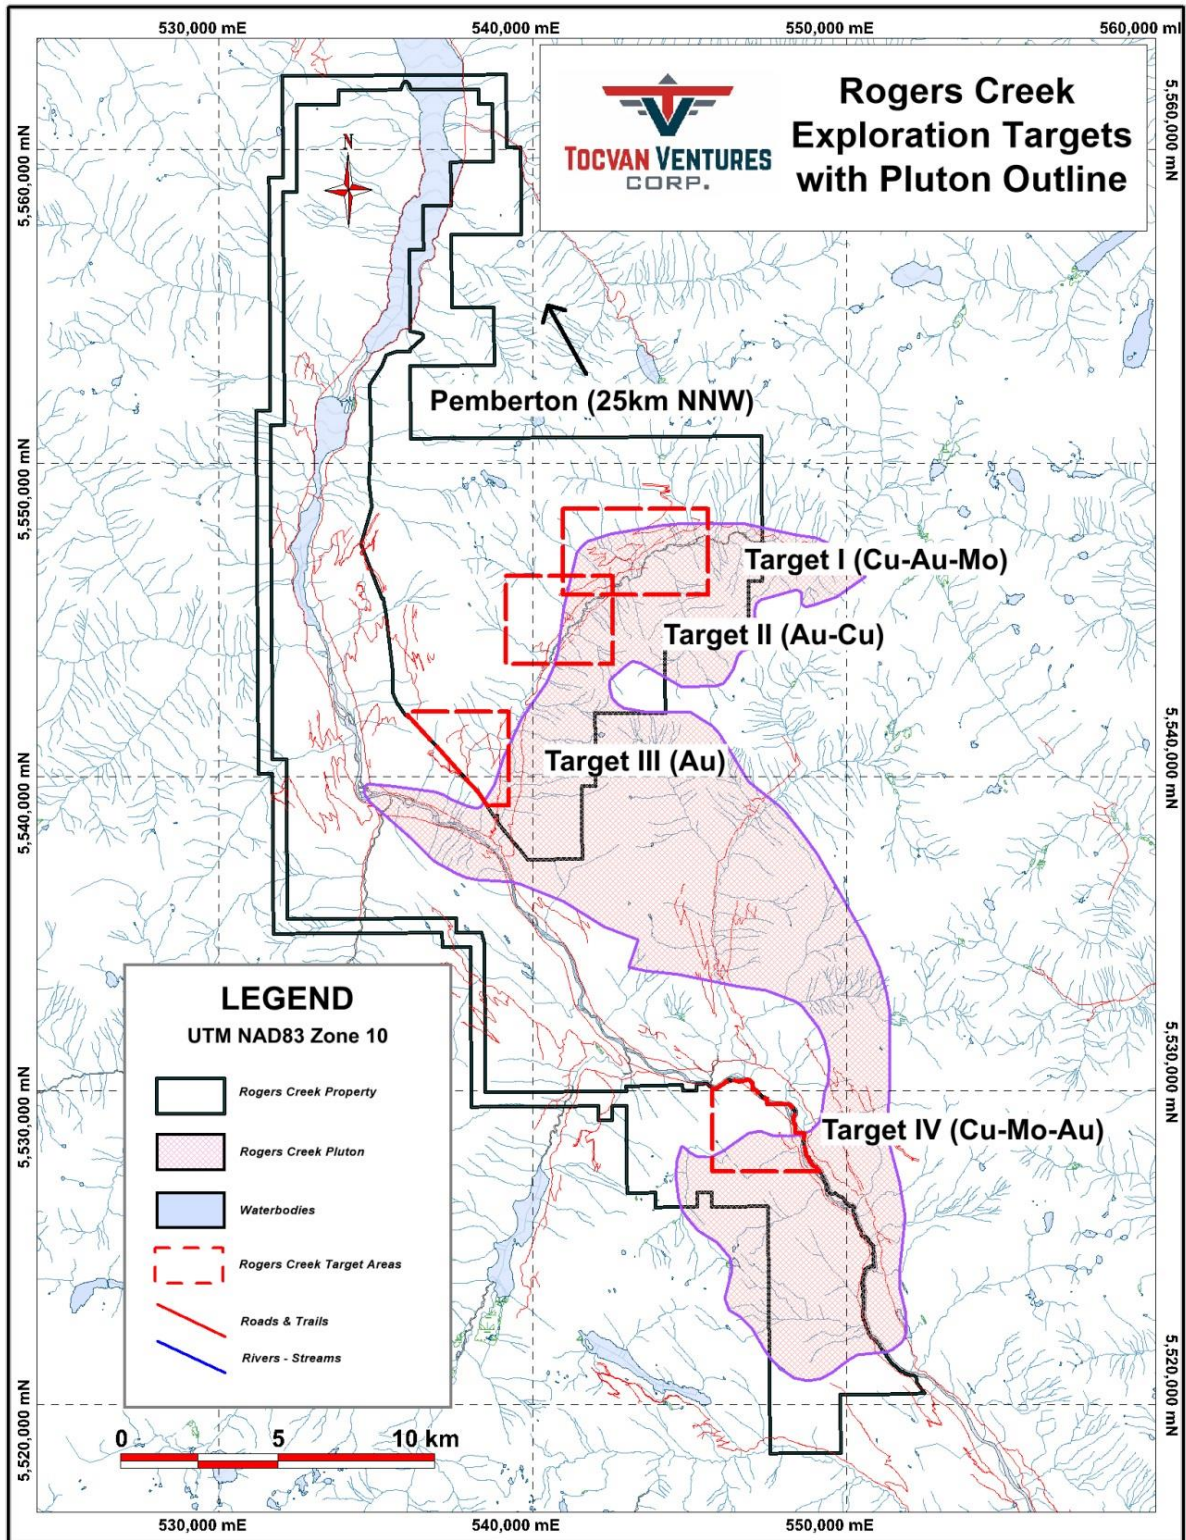 530,000 mE
540,000 mE
550,000 mE
560,000 mE
Rogers Creek
Exploration Targets
with Pluton Outline
TOCVAN VENTURES
CORP.
N
5,560,000 mN
5,560,000 mN
Pemberton (25km NNW)
5,550,000 mN
5,550,000 mN
Target I (Cu-Au-Mo)
Target II (Au-Cu)
Target III (Au)
5,540,000 mN
5,540,000 mN
LEGEND
UTM NAD83 Zone 10
Rogers Creek Property
Rogers Creek Pluton
Waterbodies
Rogers Creek Target Areas
Roads & Trails
Rivers - Streams
5,530,000 mN
5,530,000 mN
Target IV (Cu-Mo-Au)
5,520,000 mN
5,520,000 mN
0 5 10 km
530,000 mE
540,000 mE
550,000 mE